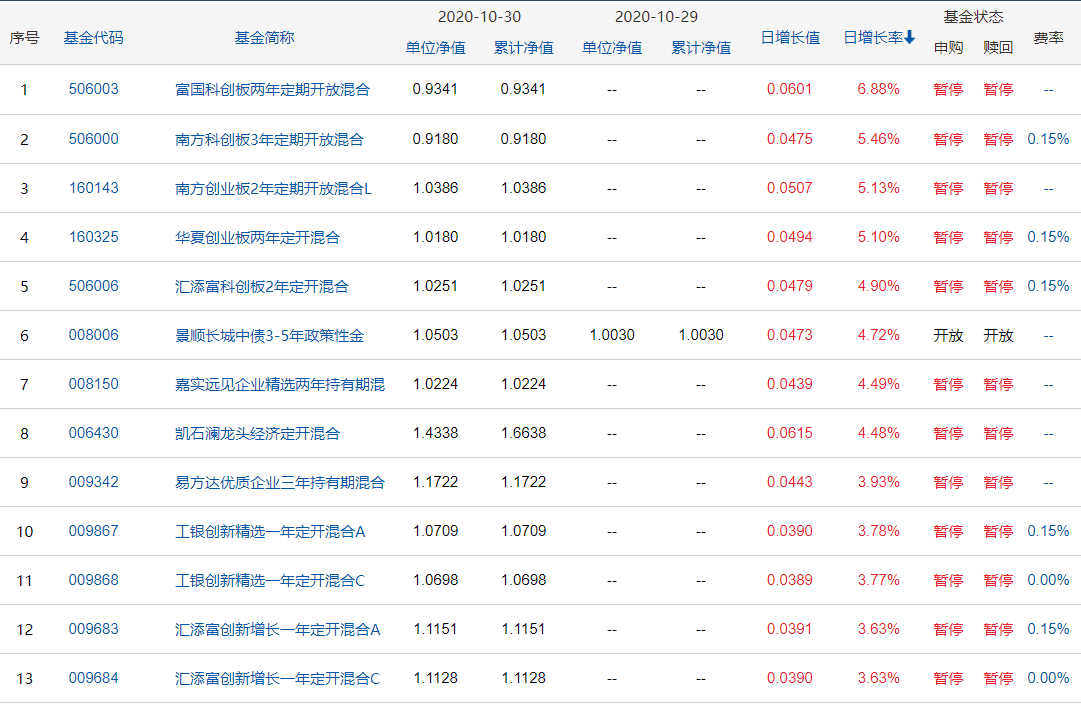 序号 基金代码 基金简称 2020-10-30 2020-10-29 日增长值 日增长率 基金状态 费率
单位净值 累计净值 单位净值 累计净值 申购 赎回
1 506003 富国科创板两年定期开放混合 0.9341 0.9341 -- -- 0.0601 6.88% 暂停 暂停 --
2 506000 南方科创板3年定期开放混合 0.9180 0.9180 -- -- 0.0475 5.46% 暂停 暂停 0.15%
3 160143 南方创业板2年定期开放混合L 1.0386 1.0386 -- -- 0.0507 5.13% 暂停 暂停 --
4 160325 华夏创业板两年定开混合 1.0180 1.0180 -- -- 0.0494 5.10% 暂停 暂停 0.15%
5 506006 汇添富科创板2年定开混合 1.0251 1.0251 -- -- 0.0479 4.90% 暂停 暂停 0.15%
6 008006 景顺长城中债3-5年政策性金 1.0503 1.0503 1.0030 1.0030 0.0473 4.72% 开放 开放 --
7 008150 嘉实远见企业精选两年持有期混 1.0224 1.0224 -- -- 0.0439 4.49% 暂停 暂停 --
8 006430 凯石澜龙头经济定开混合 1.4338 1.6638 -- -- 0.0615 4.48% 暂停 暂停 --
9 009342 易方达优质企业三年持有期混合 1.1722 1.1722 -- -- 0.0443 3.93% 暂停 暂停 --
10 009867 工银创新精选一年定开混合A 1.0709 1.0709 -- -- 0.0390 3.78% 暂停 暂停 0.15%
11 009868 工银创新精选一年定开混合C 1.0698 1.0698 -- -- 0.0389 3.77% 暂停 暂停 0.00%
12 009683 汇添富创新增长一年定开混合A 1.1151 1.1151 -- -- 0.0391 3.63% 暂停 暂停 0.15%
13 009684 汇添富创新增长一年定开混合C 1.1128 1.1128 -- -- 0.0390 3.63% 暂停 暂停 0.00%